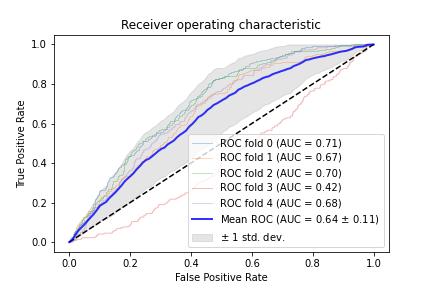 Receiver operating characteristic
1.0
0.8
0.6
0.4
0.2
0.0
True Positive Rate
ROC fold 0 (AUC = 0.71)
ROC fold 1 (AUC = 0.67)
ROC fold 2 (AUC = 0.70)
ROC fold 3 (AUC = 0.42)
ROC fold 4 (AUC = 0.68)
Mean ROC (AUC = 0.64 ± 0.11)
± 1 std. dev.
0.0 0.2 0.4 0.6 0.8 1.0
False Positive Rate